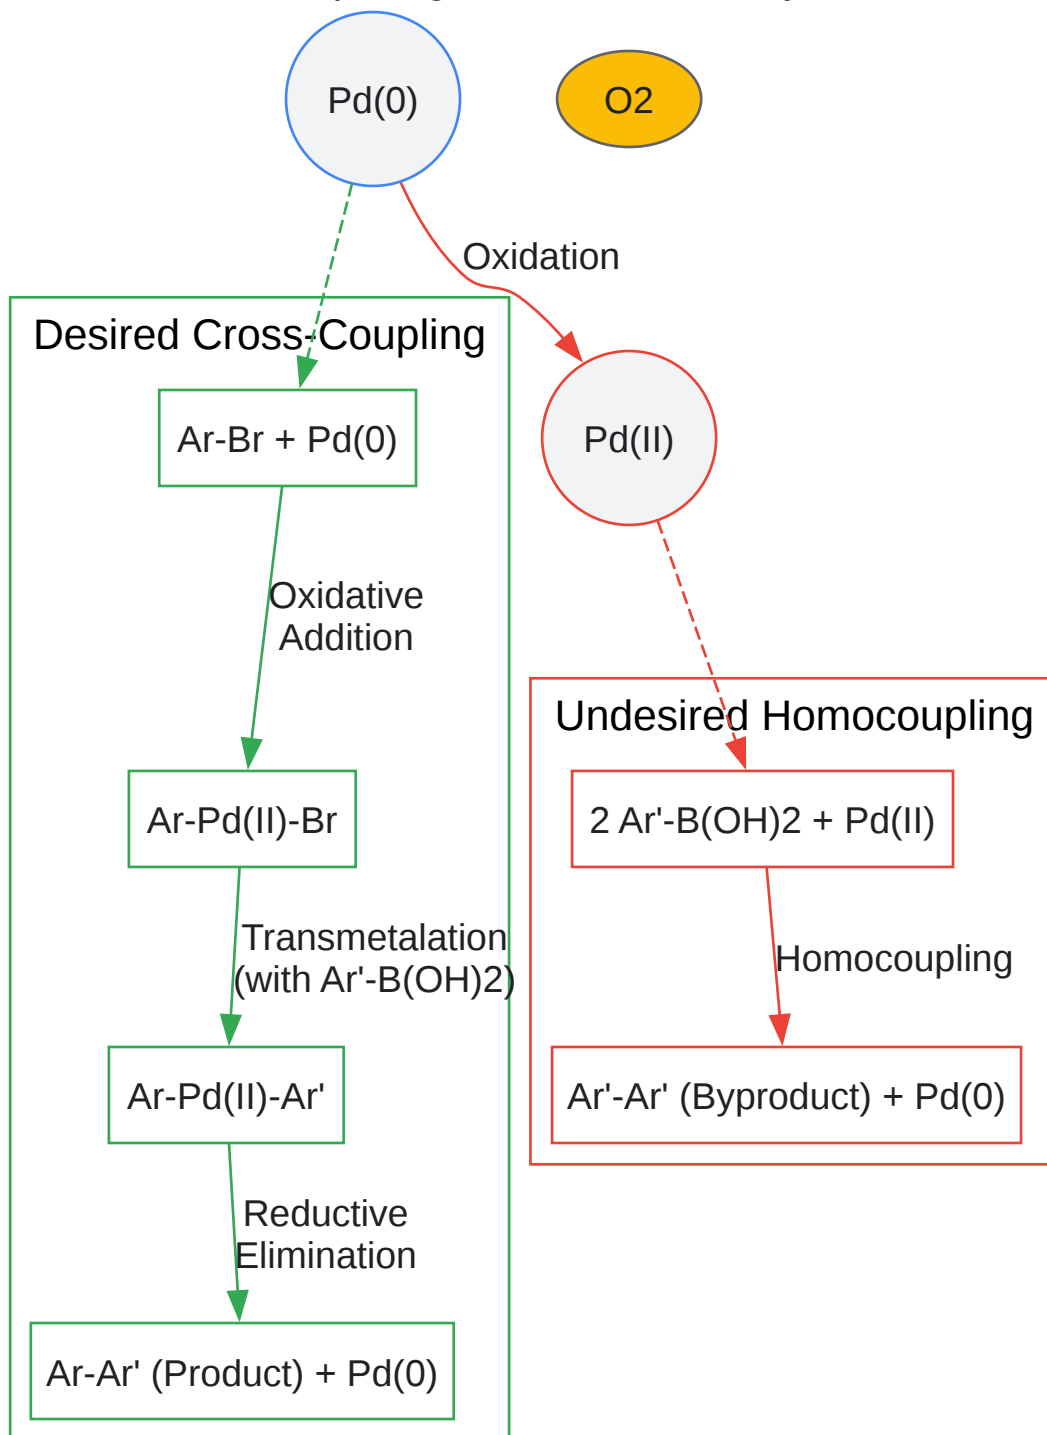 Pd(0)
O2
Oxidation
Desired Cross-Coupling
Ar-Br + Pd(0)
Pd(II)
Oxidative
Addition
Undesired Homocoupling
Ar-Pd(II)-Br
2 Ar'-B(OH)2 + Pd(II)
Transmetalation
(with Ar'-B(OH)2)
Homocoupling
Ar-Pd(II)-Ar'
Ar'-Ar' (Byproduct) + Pd(0)
Reductive
Elimination
Ar-Ar' (Product) + Pd(0)